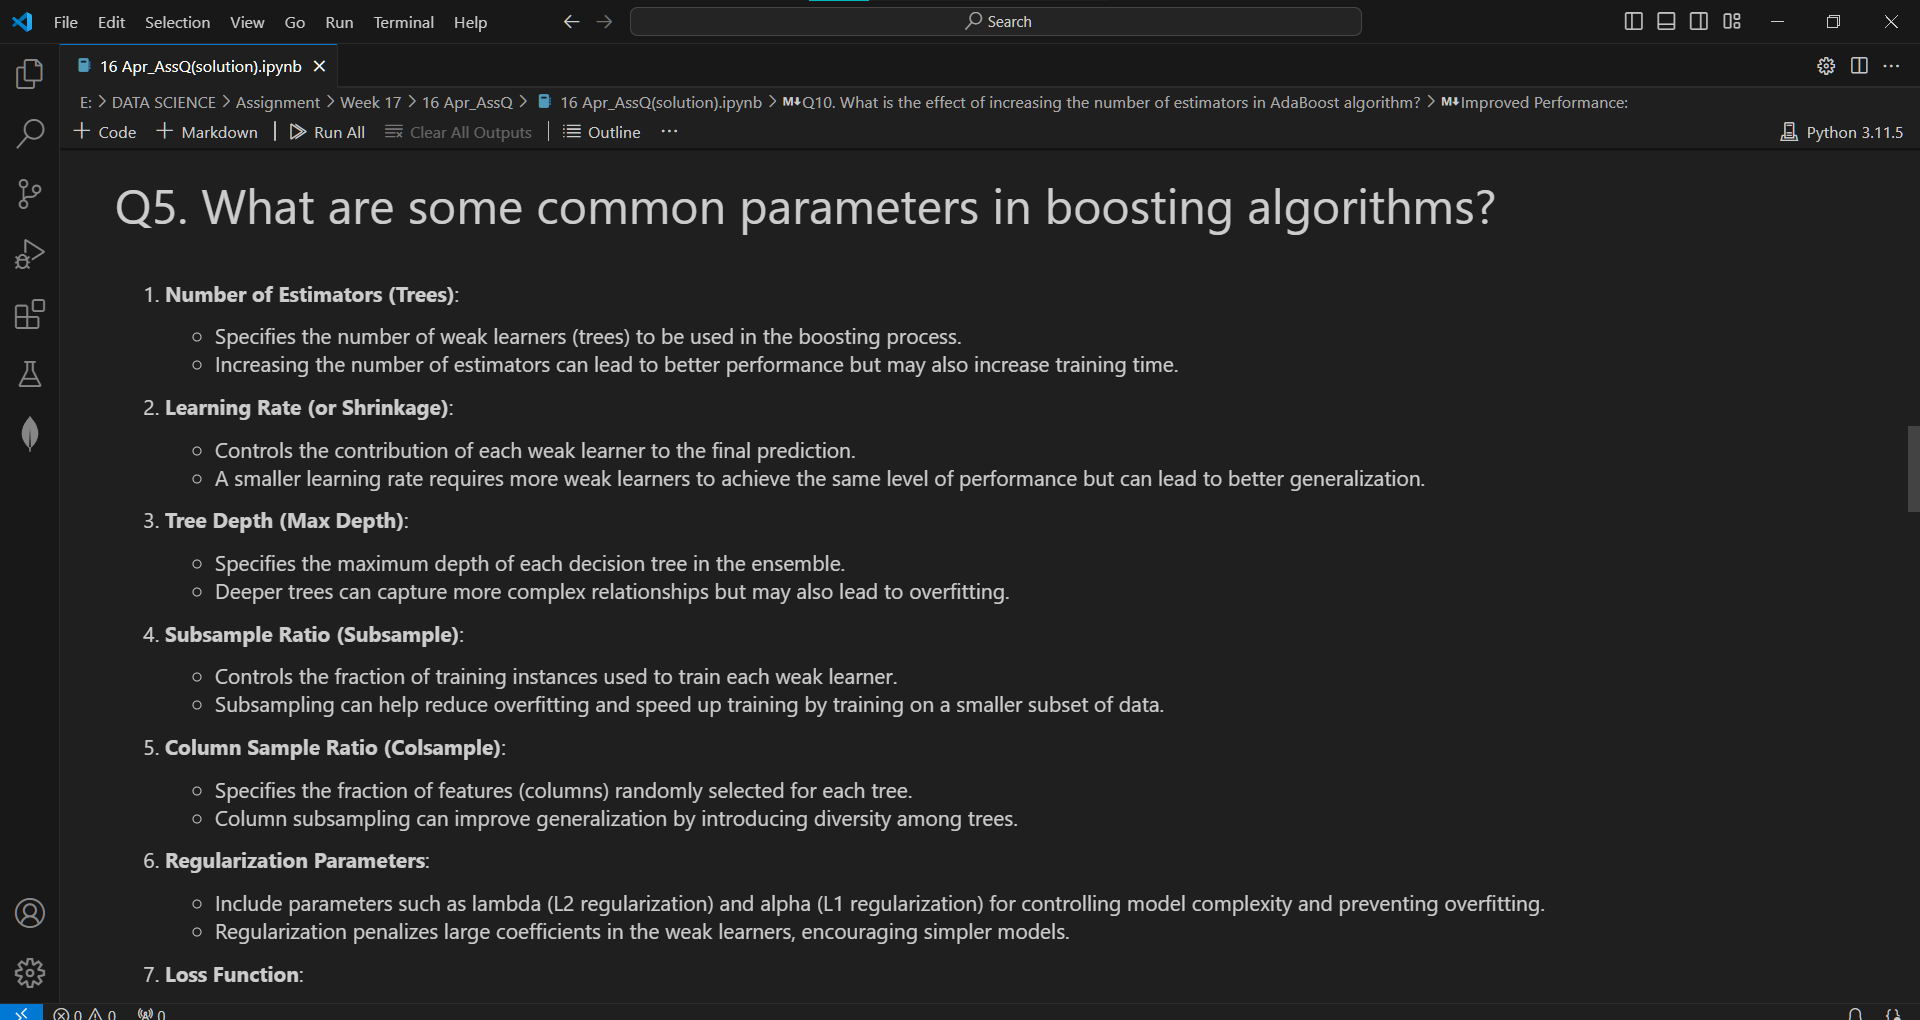 File Edit Selection View Go Run Terminal Help
Search
16 Apr_AssQ(solution).ipynb
E: > DATA SCIENCE > Assignment > Week 17 > 16 Apr_AssQ > 16 Apr_AssQ(solution).ipynb > M↓Q10. What is the effect of increasing the number of estimators in AdaBoost algorithm? > M↓Improved Performance:
+ Code + Markdown Run All Clear All Outputs Outline ···
Python 3.11.5
Q5. What are some common parameters in boosting algorithms?
1. Number of Estimators (Trees):
○ Specifies the number of weak learners (trees) to be used in the boosting process.
○ Increasing the number of estimators can lead to better performance but may also increase training time.
2. Learning Rate (or Shrinkage):
○ Controls the contribution of each weak learner to the final prediction.
○ A smaller learning rate requires more weak learners to achieve the same level of performance but can lead to better generalization.
3. Tree Depth (Max Depth):
○ Specifies the maximum depth of each decision tree in the ensemble.
○ Deeper trees can capture more complex relationships but may also lead to overfitting.
4. Subsample Ratio (Subsample):
○ Controls the fraction of training instances used to train each weak learner.
○ Subsampling can help reduce overfitting and speed up training by training on a smaller subset of data.
5. Column Sample Ratio (Colsample):
○ Specifies the fraction of features (columns) randomly selected for each tree.
○ Column subsampling can improve generalization by introducing diversity among trees.
6. Regularization Parameters:
○ Include parameters such as lambda (L2 regularization) and alpha (L1 regularization) for controlling model complexity and preventing overfitting.
○ Regularization penalizes large coefficients in the weak learners, encouraging simpler models.
7. Loss Function:
0 0 0